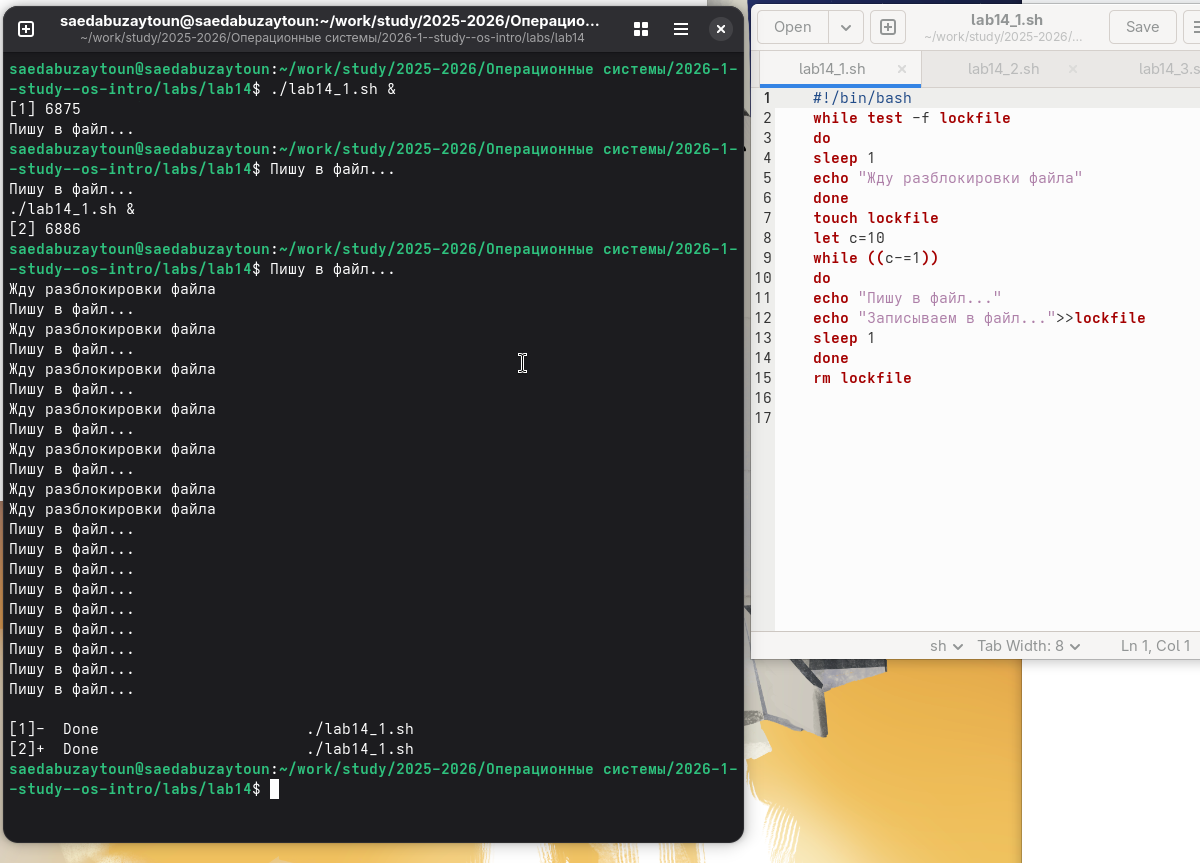 saedabuzaytoun@saedabuzaytoun:~/work/study/2025-2026/Операцио...
~/work/study/2025-2026/Операционные системы/2026-1--study--os-intro/labs/lab14
saedabuzaytoun@saedabuzaytoun:~/work/study/2025-2026/Операционные системы/2026-1-
-study--os-intro/labs/lab14$ ./lab14_1.sh &
[1] 6875
Пишу в файл...
saedabuzaytoun@saedabuzaytoun:~/work/study/2025-2026/Операционные системы/2026-1-
-study--os-intro/labs/lab14$ Пишу в файл...
Пишу в файл...
./lab14_1.sh &
[2] 6886
saedabuzaytoun@saedabuzaytoun:~/work/study/2025-2026/Операционные системы/2026-1-
-study--os-intro/labs/lab14$ Пишу в файл...
Жду разблокировки файла
Пишу в файл...
Жду разблокировки файла
Пишу в файл...
Жду разблокировки файла
Пишу в файл...
Жду разблокировки файла
Пишу в файл...
Жду разблокировки файла
Пишу в файл...
Жду разблокировки файла
Жду разблокировки файла
Пишу в файл...
Пишу в файл...
Пишу в файл...
Пишу в файл...
Пишу в файл...
Пишу в файл...
Пишу в файл...
Пишу в файл...
Пишу в файл...
[1]-  Done                       ./lab14_1.sh
[2]+  Done                       ./lab14_1.sh
saedabuzaytoun@saedabuzaytoun:~/work/study/2025-2026/Операционные системы/2026-1-
-study--os-intro/labs/lab14$
Open
lab14_1.sh
~/work/study/2025-2026/...
Save
lab14_1.sh
lab14_2.sh
lab14_3.s
1 #!/bin/bash
2 while test -f lockfile
3 do
4 sleep 1
5 echo "Жду разблокировки файла"
6 done
7 touch lockfile
8 let c=10
9 while ((c-=1))
10 do
11 echo "Пишу в файл..."
12 echo "Записываем в файл...">>lockfile
13 sleep 1
14 done
15 rm lockfile
16
17
sh Tab Width: 8 Ln 1, Col 1